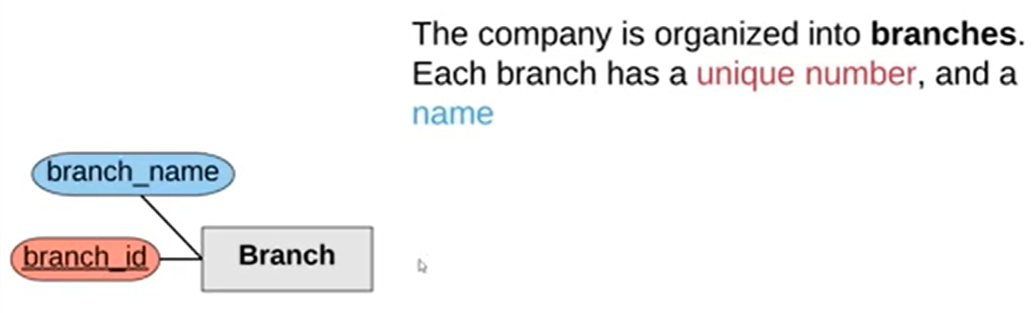 The company is organized into branches.
Each branch has a unique number, and a
name
branch_name
branch_id
Branch